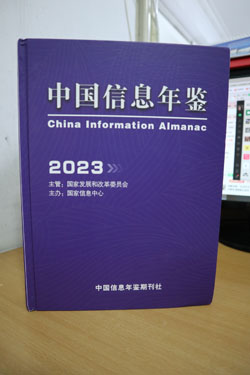 中国信息年鉴
China Information Almanac
2023
主管：国家发展和改革委员会
主办：国家信息中心
中国信息年鉴期刊社